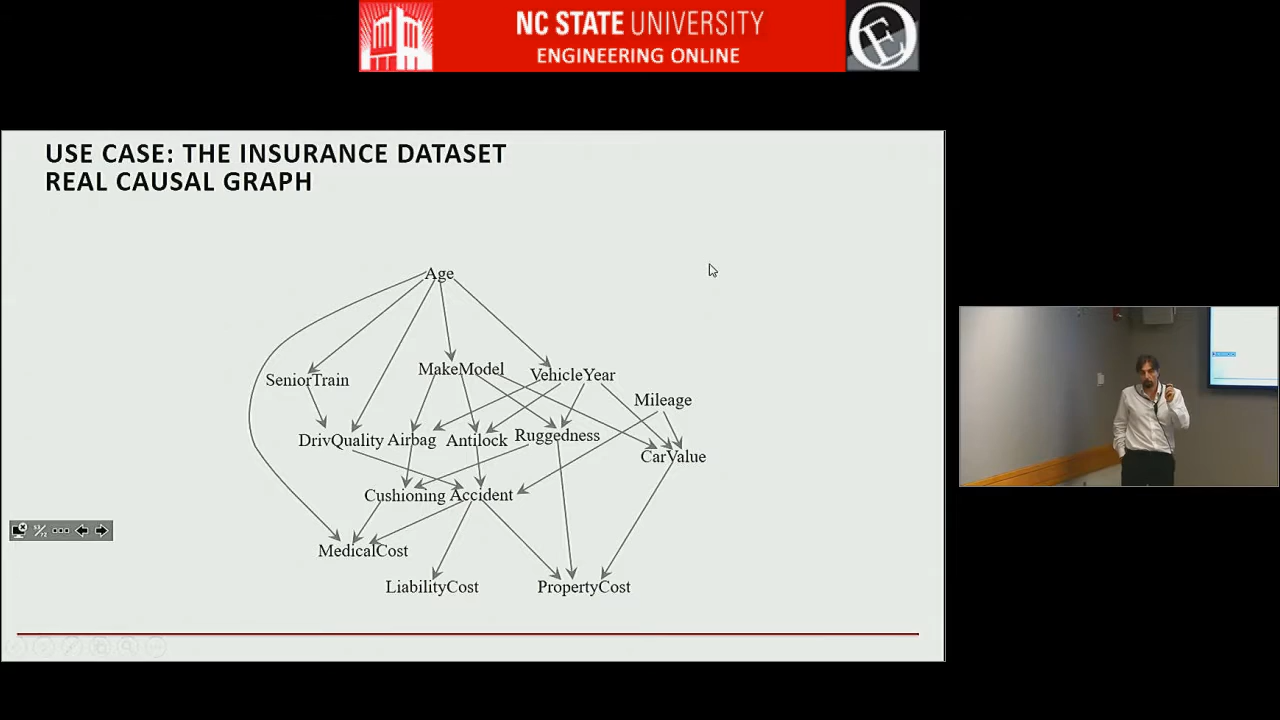 NC STATE UNIVERSITY
ENGINEERING ONLINE
USE CASE: THE INSURANCE DATASET
REAL CAUSAL GRAPH
Age
MakeModel
VehicleYear
SeniorTrain
Mileage
DrivQuality Airbag Antilock Ruggedness
CarValue
Cushioning Accident
MedicalCost
LiabilityCost
PropertyCost